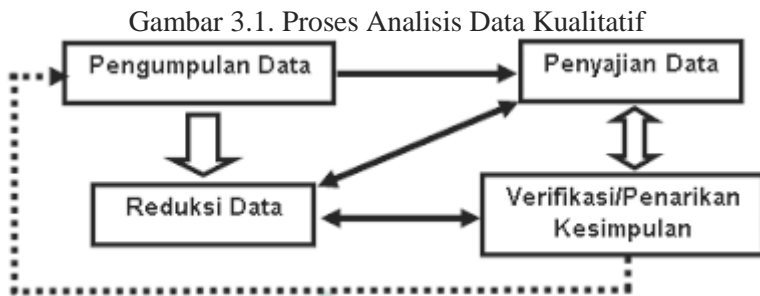 Gambar 3.1. Proses Analisis Data Kualitatif
Pengumpulan Data
Penyajian Data
Reduksi Data
Verifikasi/Penarikan
Kesimpulan